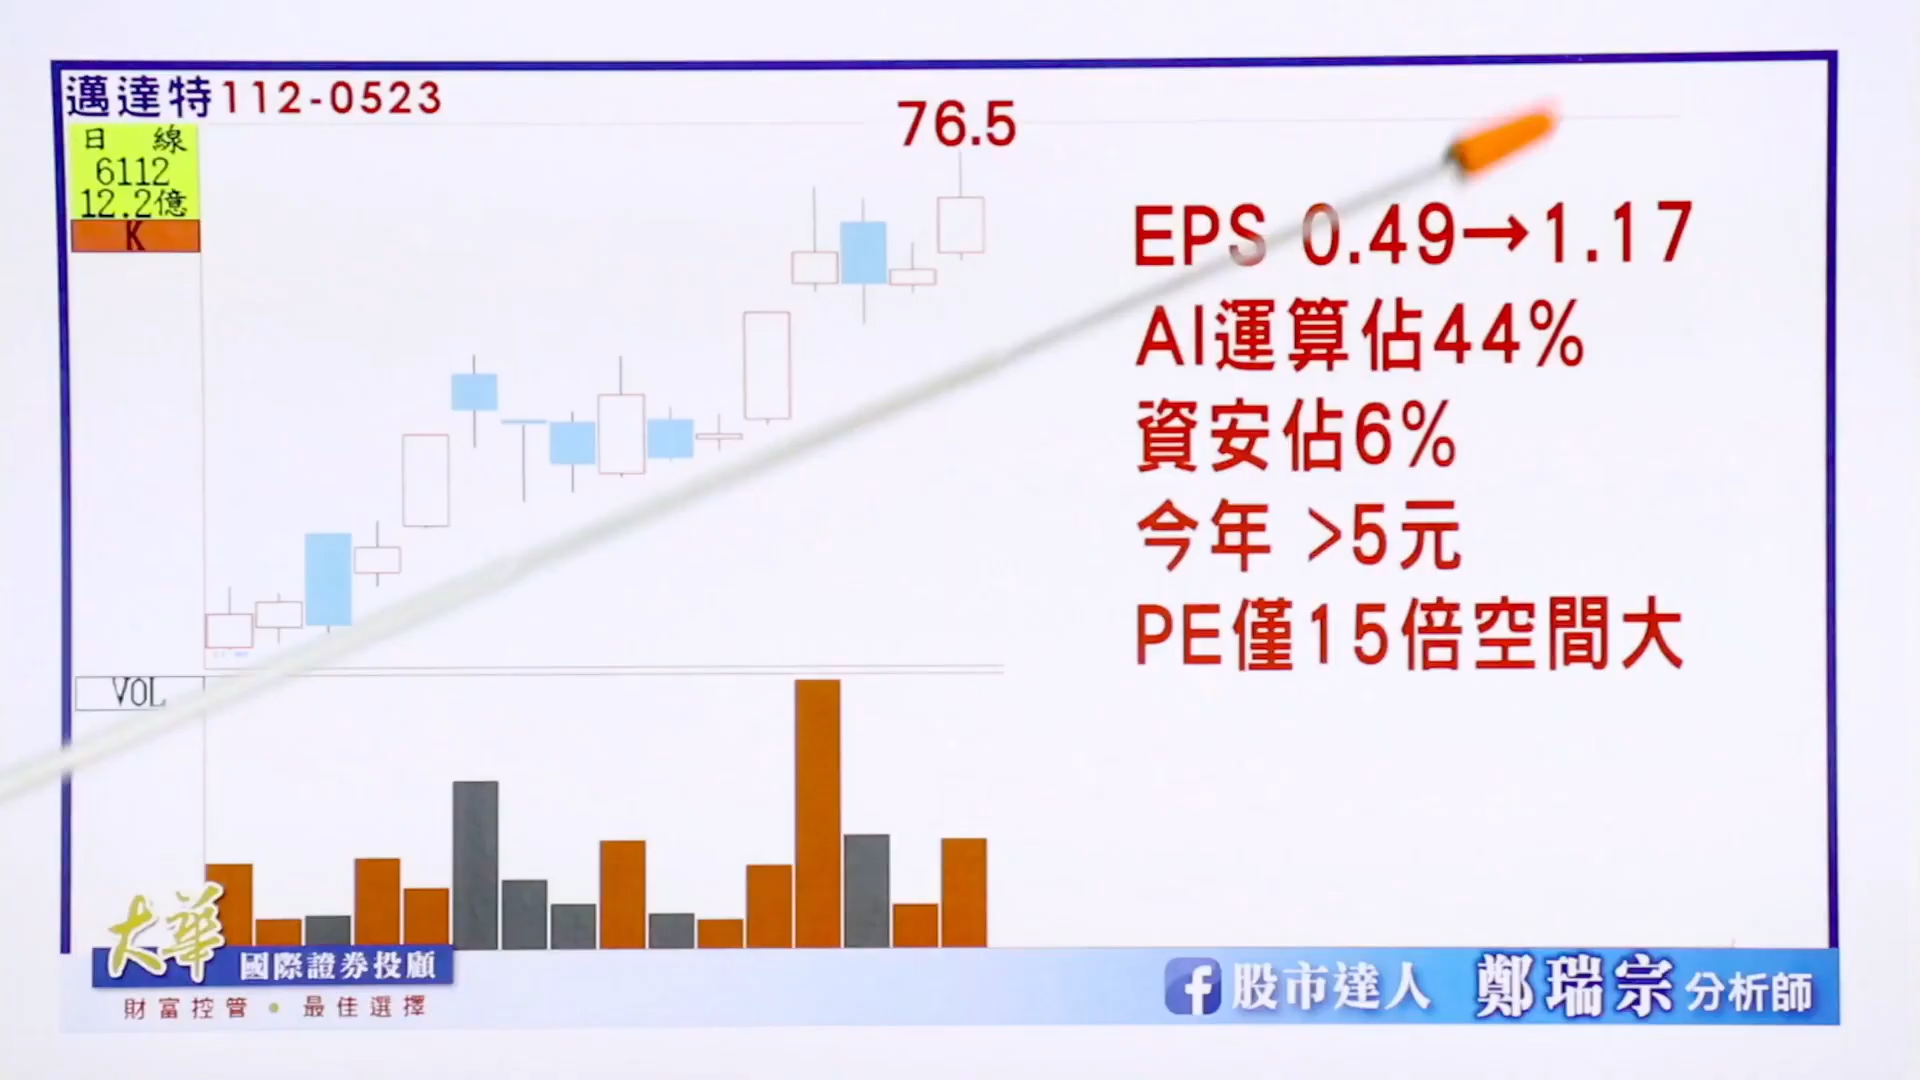 邁達特112-0523
日 線
6112
12.2億
K
76.5
EPS 0.49→1.17
AI運算佔44%
資安佔6%
今年 >5元
PE僅15倍空間大
VOL
大華
國際證券投顧
財富控管•最佳選擇
f股市達人 鄭瑞宗 分析師